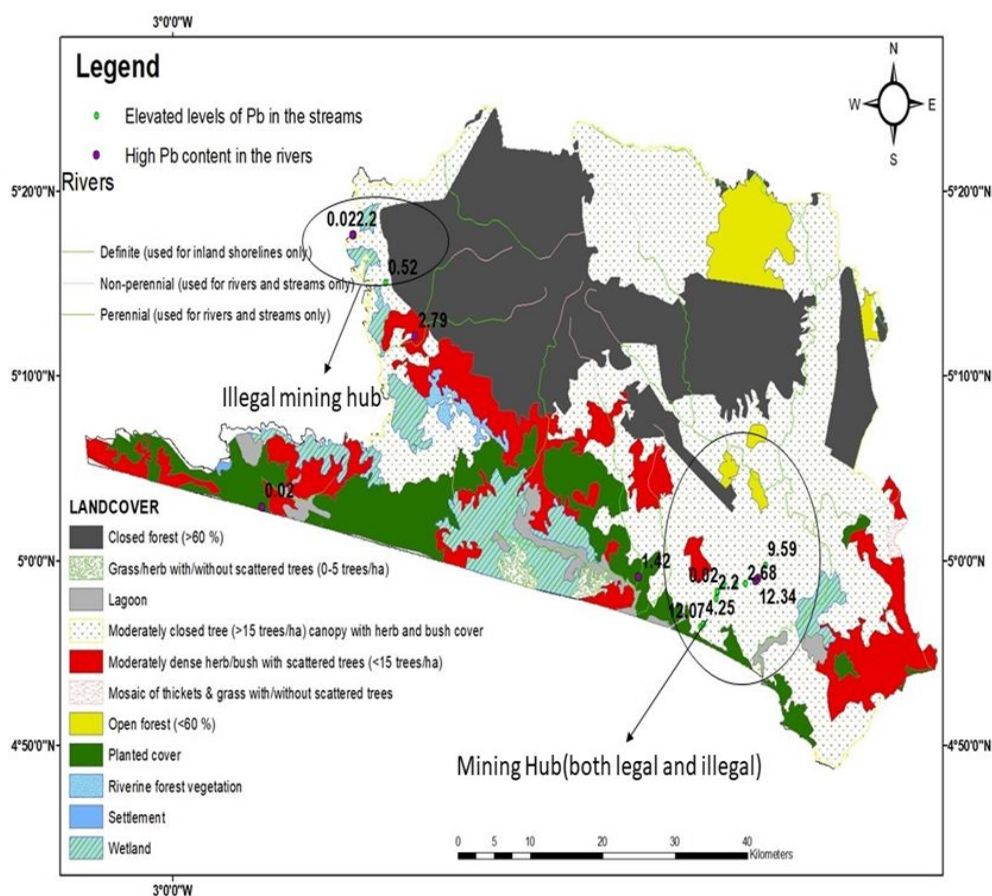 3°0'0"W
Legend
Elevated levels of Pb in the streams
High Pb content in the rivers
Rivers
Definite (used for inland shorelines only)
Non-perennial (used for rivers and streams only)
Perennial (used for rivers and streams only)
N
W E
S
5°20'0"N 5°20'0"N
0.022.2
0.52
2.79
5°10'0"N 5°10'0"N
Illegal mining hub
0.02
LANDCOVER
Closed forest (>60 %)
Grass/herb with/without scattered trees (0-5 trees/ha)
Lagoon
Moderately closed tree (>15 trees/ha) canopy with herb and bush cover
Moderately dense herb/bush with scattered trees (<15 trees/ha)
Mosaic of thickets & grass with/without scattered trees
Open forest (<60 %)
Planted cover
Riverine forest vegetation
Settlement
Wetland
5°0'0"N 5°0'0"N
1.42
9.59
0.02
2.2
2.68
12.34
12.07
4.25
4°50'0"N 4°50'0"N
Mining Hub(both legal and illegal)
0 5 10 20 30 40
Kilometers
3°0'0"W